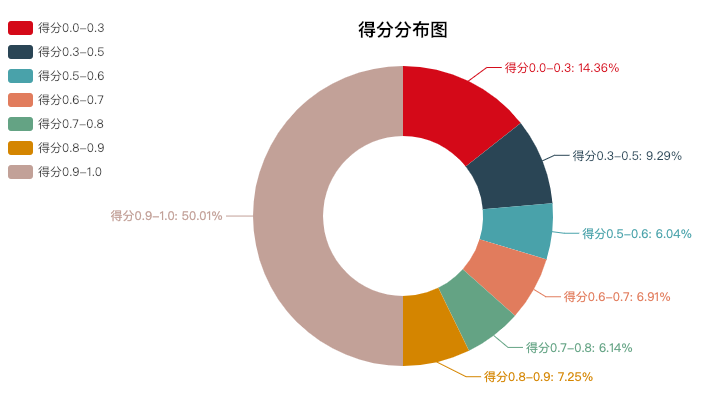 得分分布图
得分0.0-0.3
得分0.3-0.5
得分0.5-0.6
得分0.6-0.7
得分0.7-0.8
得分0.8-0.9
得分0.9-1.0
得分0.0-0.3: 14.36%
得分0.3-0.5: 9.29%
得分0.5-0.6: 6.04%
得分0.6-0.7: 6.91%
得分0.7-0.8: 6.14%
得分0.8-0.9: 7.25%
得分0.9-1.0: 50.01%